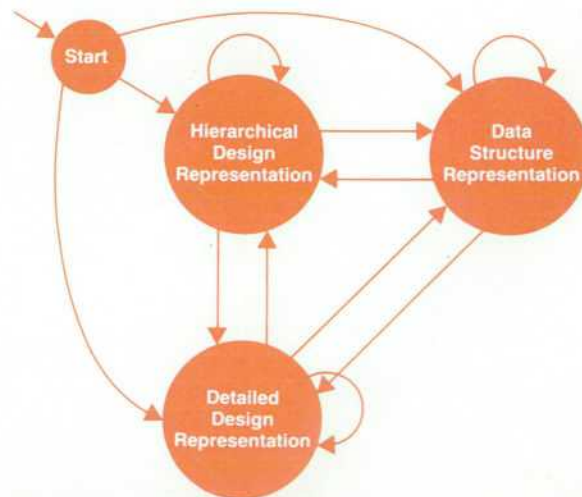 Start
Hierarchical
Design
Representation
Data
Structure
Representation
Detailed
Design
Representation